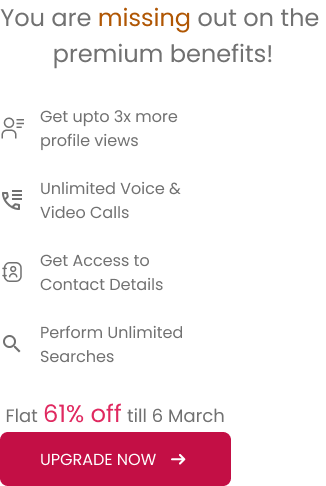 You are missing out on the
premium benefits!
Get upto 3x more
profile views
Unlimited Voice &
Video Calls
Get Access to
Contact Details
Perform Unlimited
Searches
Flat 61% off till 6 March
UPGRADE NOW